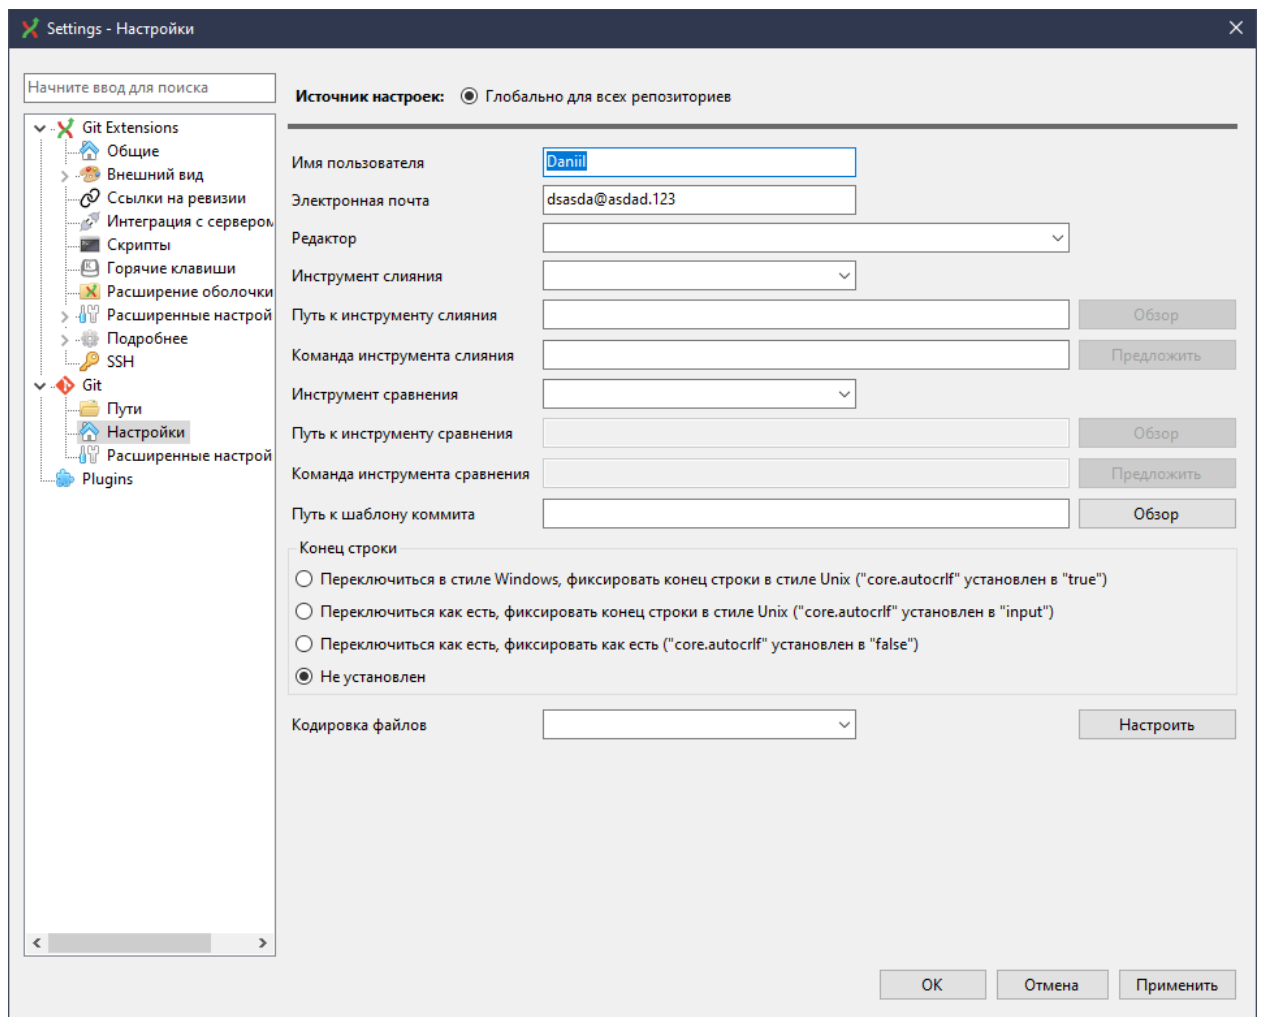 Settings - Настройки
Начните ввод для поиска
Git Extensions
Общие
Внешний вид
Ссылки на ревизии
Интеграция с сервером
Скрипты
Горячие клавиши
Расширение оболочки
Расширенные настрой
Подробнее
SSH
Git
Пути
Настройки
Расширенные настрой
Plugins
Источник настроек: Глобально для всех репозиториев
Имя пользователя Daniil
Электронная почта dsasda@asdad.123
Редактор
Инструмент слияния
Путь к инструменту слияния Обзор
Команда инструмента слияния Предложить
Инструмент сравнения
Путь к инструменту сравнения Обзор
Команда инструмента сравнения Предложить
Путь к шаблону коммита Обзор
Конец строки
Переключиться в стиле Windows, фиксировать конец строки в стиле Unix ("core.autocrlf" установлен в "true")
Переключиться как есть, фиксировать конец строки в стиле Unix ("core.autocrlf" установлен в "input")
Переключиться как есть, фиксировать как есть ("core.autocrlf" установлен в "false")
Не установлен
Кодировка файлов Настроить
OK Отмена Применить